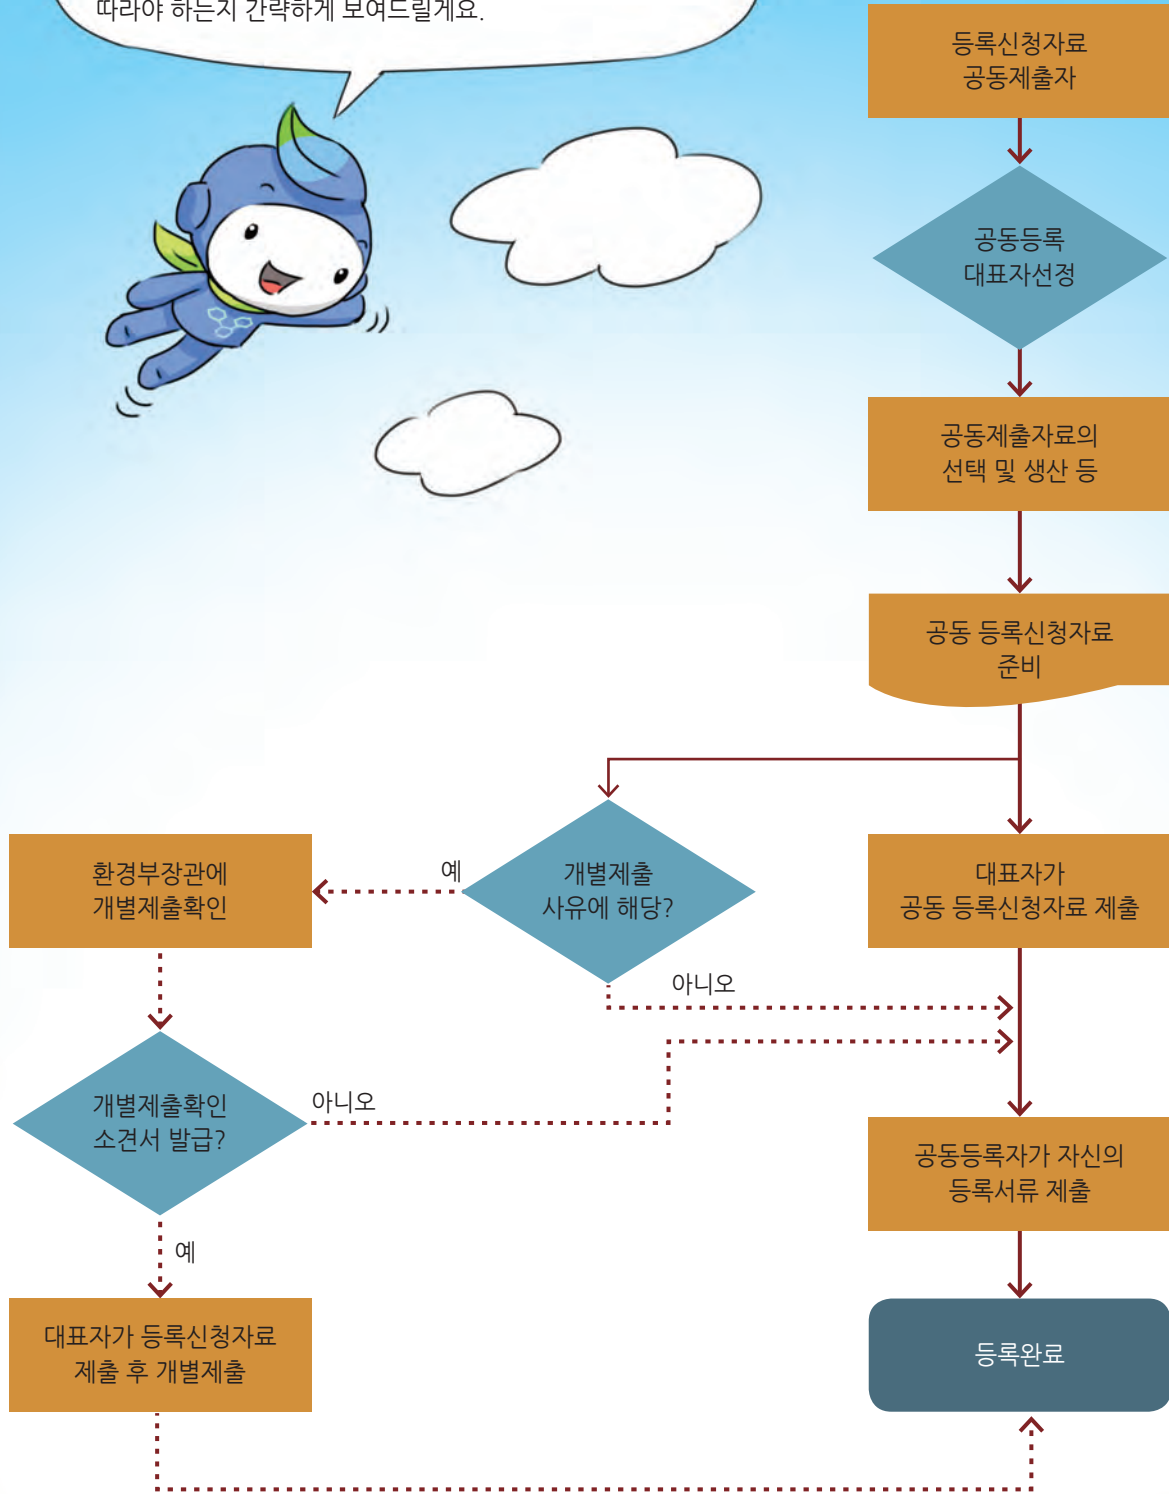 따라야 하는지 간략하게 보여드릴게요.
등록신청자료
공동제출자
공동등록
대표자선정
공동제출자료의
선택 및 생산 등
공동 등록신청자료
준비
개별제출
사유에 해당?
예
아니오
환경부장관에
개별제출확인
대표자가
공동 등록신청자료 제출
개별제출확인
소견서 발급?
아니오
예
공동등록자가 자신의
등록서류 제출
대표자가 등록신청자료
제출 후 개별제출
등록완료